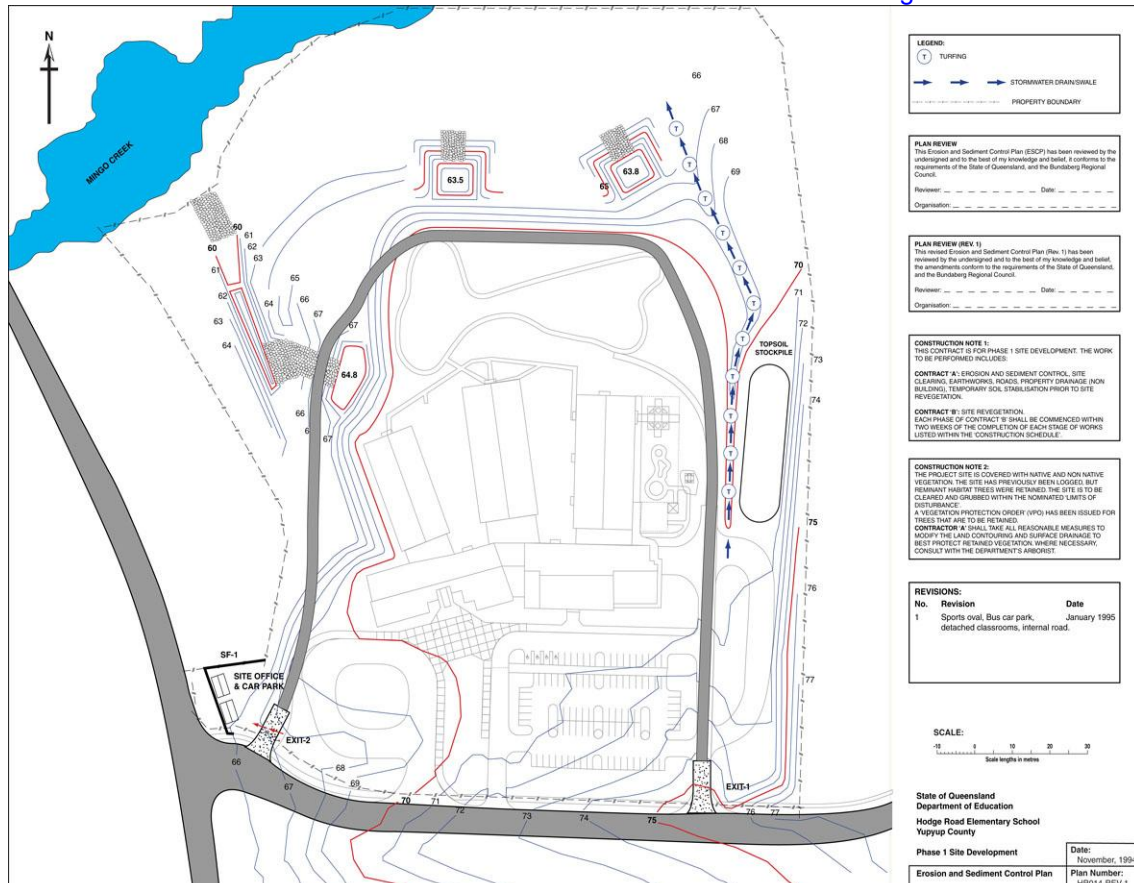 N
MINGO CREEK
66
67
68
69
63.5
63.8
65
60
60
61
62
63
61
62
63
64
65
64
66
67
67
64.8
66
67
70
71
72
73
74
TOPSOIL
STOCKPILE
75
76
77
SF-1
SITE OFFICE
& CAR PARK
EXIT-2
EXIT-1
66
67
68
69
70
71
72
73
74
75
76
77
LEGEND:
T TURFING
STORMWATER DRAIN/SWALE
PROPERTY BOUNDARY
PLAN REVIEW
This Erosion and Sediment Control Plan (ESCP) has been reviewed by the
undersigned and to the best of my knowledge and belief, it conforms to the
requirements of the State of Queensland, and the Bundaberg Regional
Council.
Reviewer: Date:
Organisation:
PLAN REVIEW (REV. 1)
This revised Erosion and Sediment Control Plan (Rev. 1) has been
reviewed by the undersigned and to the best of my knowledge and belief,
the amendments conform to the requirements of the State of Queensland,
and the Bundaberg Regional Council.
Reviewer: Date:
Organisation:
CONSTRUCTION NOTE 1:
THIS CONTRACT IS FOR PHASE 1 SITE DEVELOPMENT. THE WORK
TO BE PERFORMED INCLUDES:
CONTRACT 'A': EROSION AND SEDIMENT CONTROL, SITE
CLEARING, EARTHWORKS, ROADS, PROPERTY DRAINAGE (NON
BUILDING), TEMPORARY SOIL STABILISATION PRIOR TO SITE
REVEGETATION.
CONTRACT 'B': SITE REVEGETATION.
EACH PHASE OF CONTRACT 'B' SHALL BE COMMENCED WITHIN
TWO WEEKS OF THE COMPLETION OF EACH STAGE OF WORKS
LISTED WITHIN THE 'CONSTRUCTION SCHEDULE'.
CONSTRUCTION NOTE 2:
THE PROJECT SITE IS COVERED WITH NATIVE AND NON NATIVE
VEGETATION. THE SITE HAS PREVIOUSLY BEEN LOGGED, BUT
REMINANT HABITAT TREES WERE RETAINED. THE SITE IS TO BE
CLEARED AND GRUBBED WITHIN THE NOMINATED 'LIMITS OF
DISTURBANCE'.
A 'VEGETATION PROTECTION ORDER' (VPO) HAS BEEN ISSUED FOR
TREES THAT ARE TO BE RETAINED.
CONTRACTOR 'A' SHALL TAKE ALL REASONABLE MEASURES TO
MODIFY THE LAND CONTOURING AND SURFACE DRAINAGE TO
BEST PROTECT RETAINED VEGETATION. WHERE NECESSARY,
CONSULT WITH THE DEPARTMENT'S ARBORIST.
REVISIONS:
No. Revision Date
1 Sports oval, Bus car park, January 1995
detached classrooms, internal road.
SCALE:
-10 0 10 20 30
Scale lengths in metres
State of Queensland
Department of Education
Hodge Road Elementary School
Yupyup County
Phase 1 Site Development
Date:
November, 1994
Erosion and Sediment Control Plan
Plan Number: